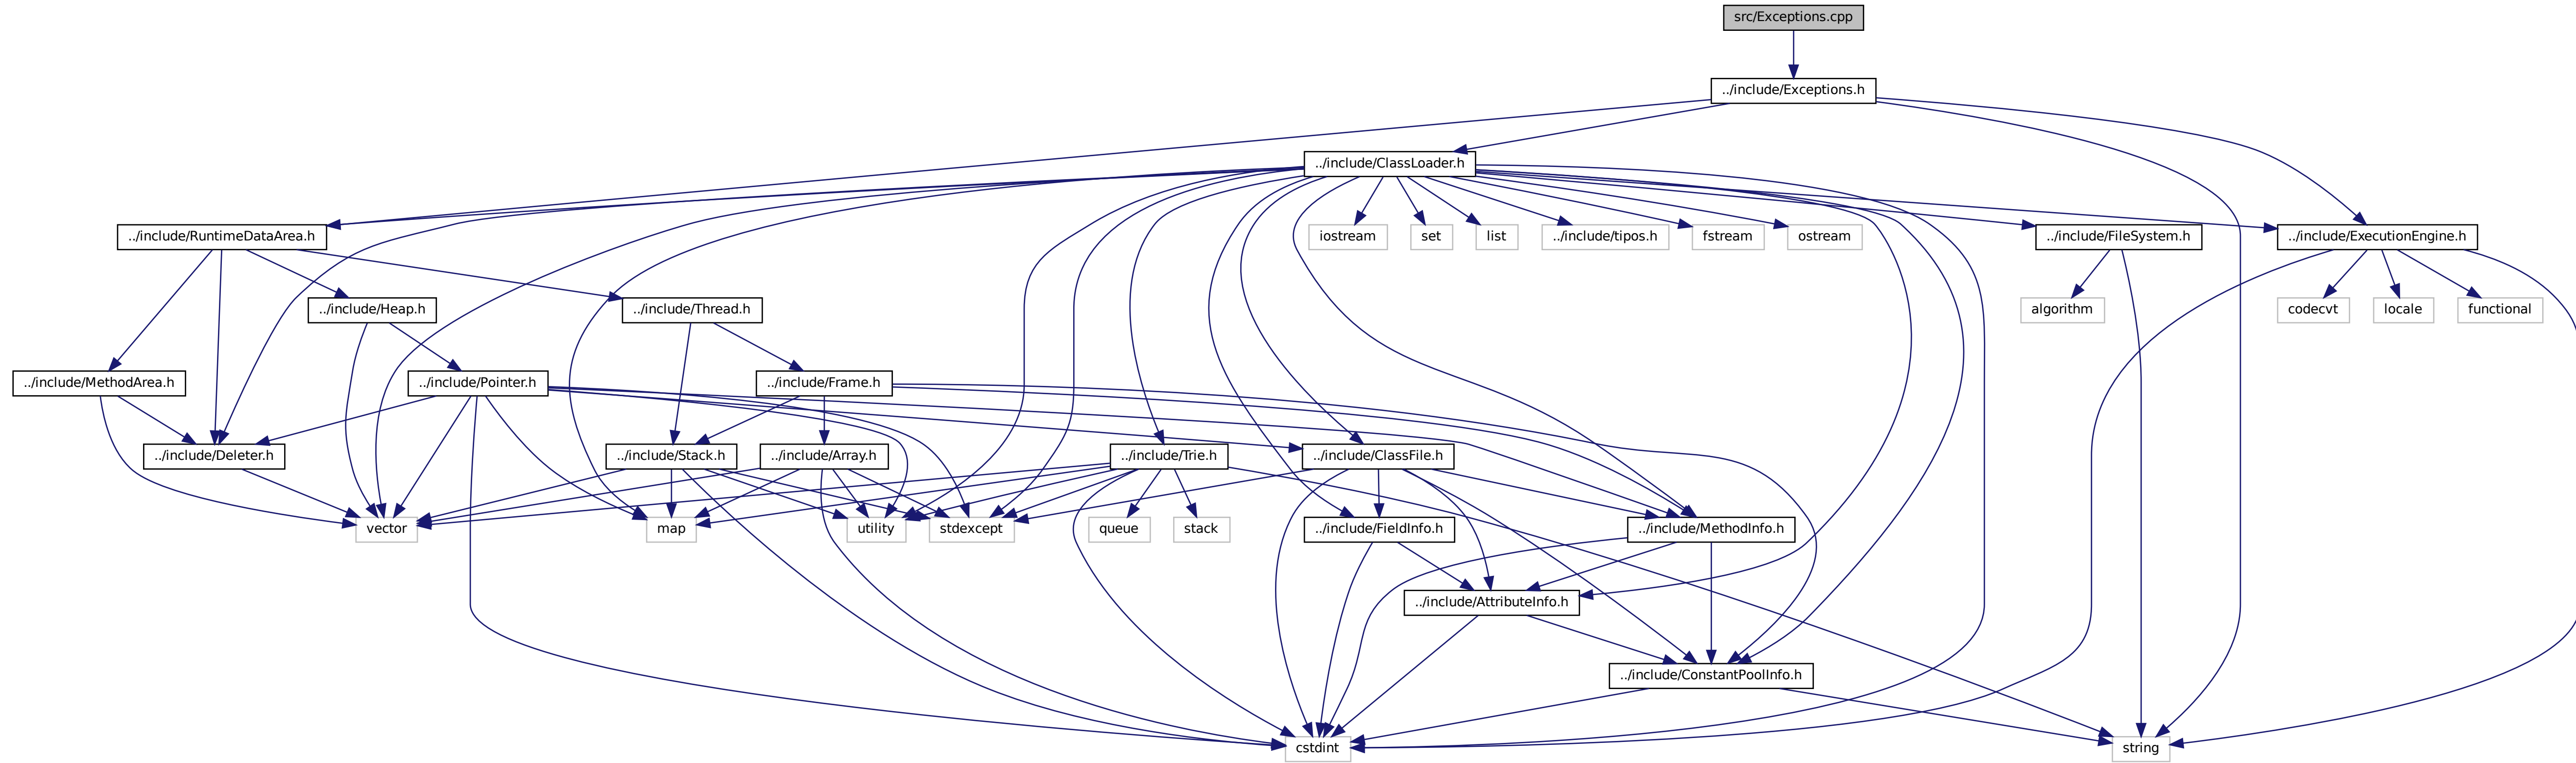 src/Exceptions.cpp
../include/Exceptions.h
../include/ClassLoader.h
../include/RuntimeDataArea.h
iostream
set
list
../include/tipos.h
fstream
ostream
../include/FileSystem.h
../include/ExecutionEngine.h
../include/Heap.h
../include/Thread.h
algorithm
codecvt
locale
functional
../include/MethodArea.h
../include/Pointer.h
../include/Frame.h
../include/Deleter.h
../include/Stack.h
../include/Array.h
../include/Trie.h
../include/ClassFile.h
vector
map
utility
stdexcept
queue
stack
../include/FieldInfo.h
../include/MethodInfo.h
../include/AttributeInfo.h
../include/ConstantPoolInfo.h
cstdint
string